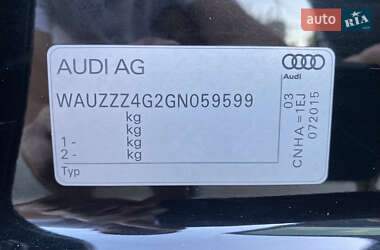 auto RIA
AUDI AG
Audi
WAUZZZ4G2GN059599
kg
kg
1 - kg
2 - kg
Typ
CNHA =1EJ 03
072015